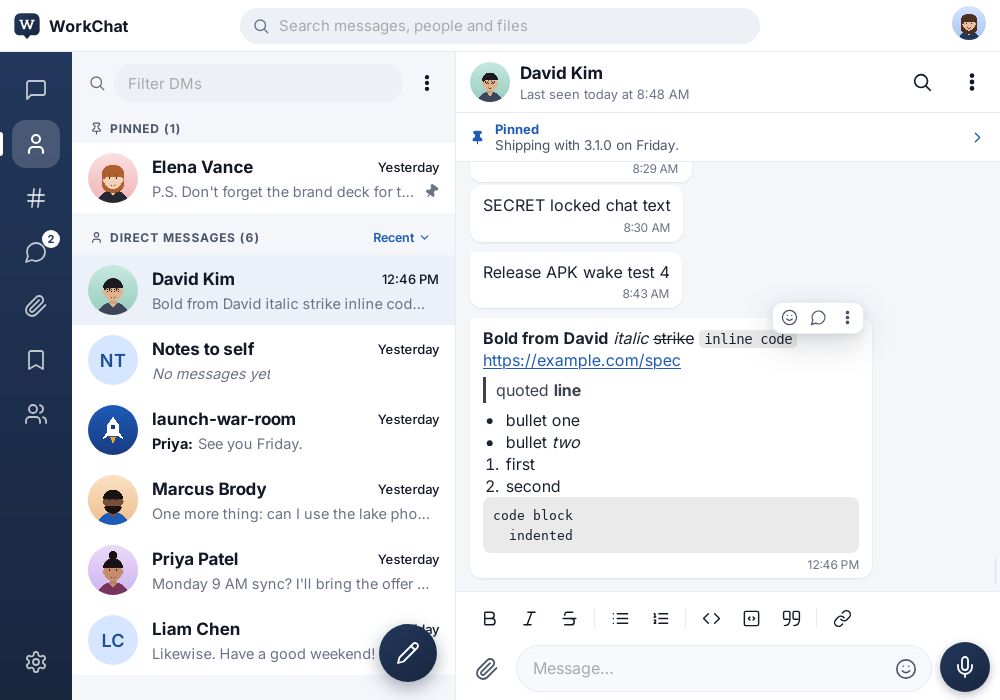 W WorkChat
Search messages, people and files
2
Filter DMs
PINNED (1)
Elena Vance Yesterday
P.S. Don't forget the brand deck for t...
DIRECT MESSAGES (6) Recent
David Kim 12:46 PM
Bold from David italic strike inline cod...
NT Notes to self Yesterday
No messages yet
launch-war-room Yesterday
Priya: See you Friday.
Marcus Brody Yesterday
One more thing: can I use the lake pho...
Priya Patel Yesterday
Monday 9 AM sync? I'll bring the offer ...
LC Liam Chen
Likewise. Have a good weekend!
David Kim
Last seen today at 8:48 AM
Pinned
Shipping with 3.1.0 on Friday.
8:29 AM
SECRET locked chat text
8:30 AM
Release APK wake test 4
8:43 AM
Bold from David italic strike inline code
https://example.com/spec
quoted line
• bullet one
• bullet two
1. first
2. second
code block
  indented
12:46 PM
Message...